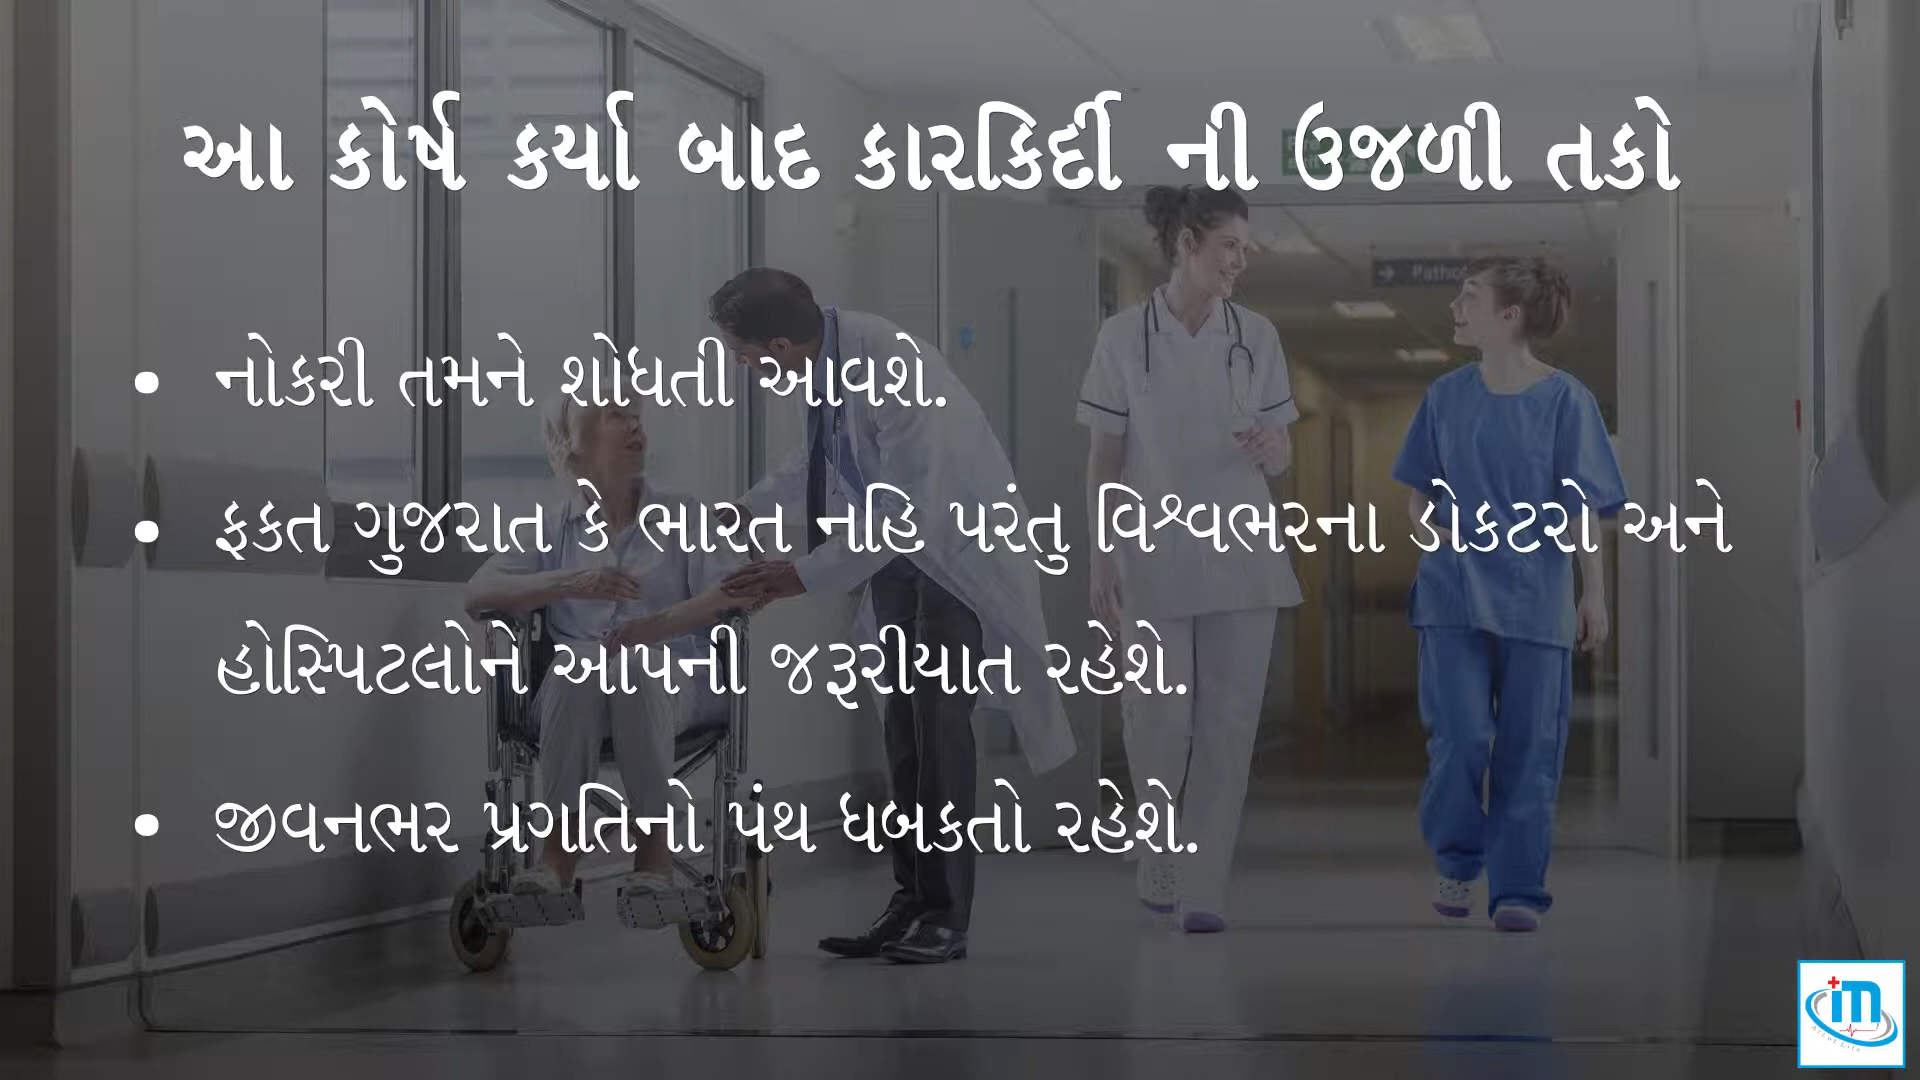 આ કોર્ષ કર્યા બાદ કારકિર્દી ની ઉજળી તકો
• નોકરી તમને શોધતી આવશે.
• ફકત ગુજરાત કે ભારત નહિ પરંતુ વિશ્વભરના ડોકટરો અને
હોસ્પિટલોને આપની જરૂરીયાત રહેશે.
• જીવનભર પ્રગતિનો પંથ ધબકતો રહેશે.